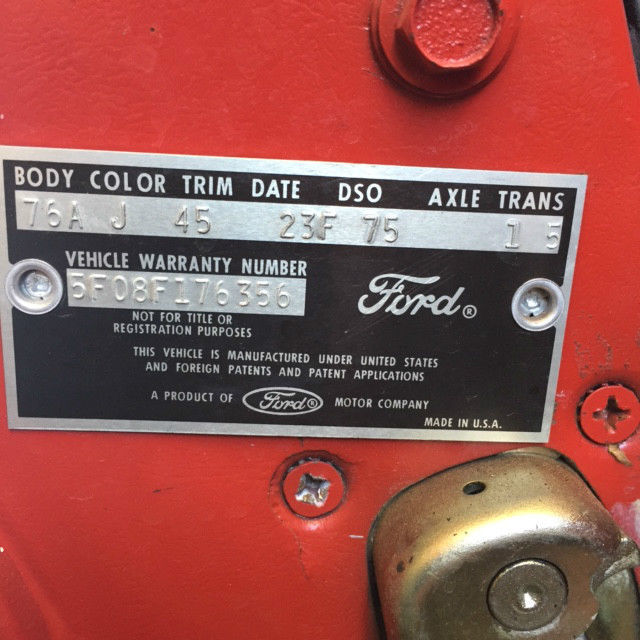 BODY COLOR TRIM DATE DSO AXLE TRANS
76A J 45 23F 75 1 5
VEHICLE WARRANTY NUMBER
5F08F176356
Ford®
NOT FOR TITLE OR
REGISTRATION PURPOSES
THIS VEHICLE IS MANUFACTURED UNDER UNITED STATES
AND FOREIGN PATENTS AND PATENT APPLICATIONS
A PRODUCT OF Ford® MOTOR COMPANY
MADE IN U.S.A.